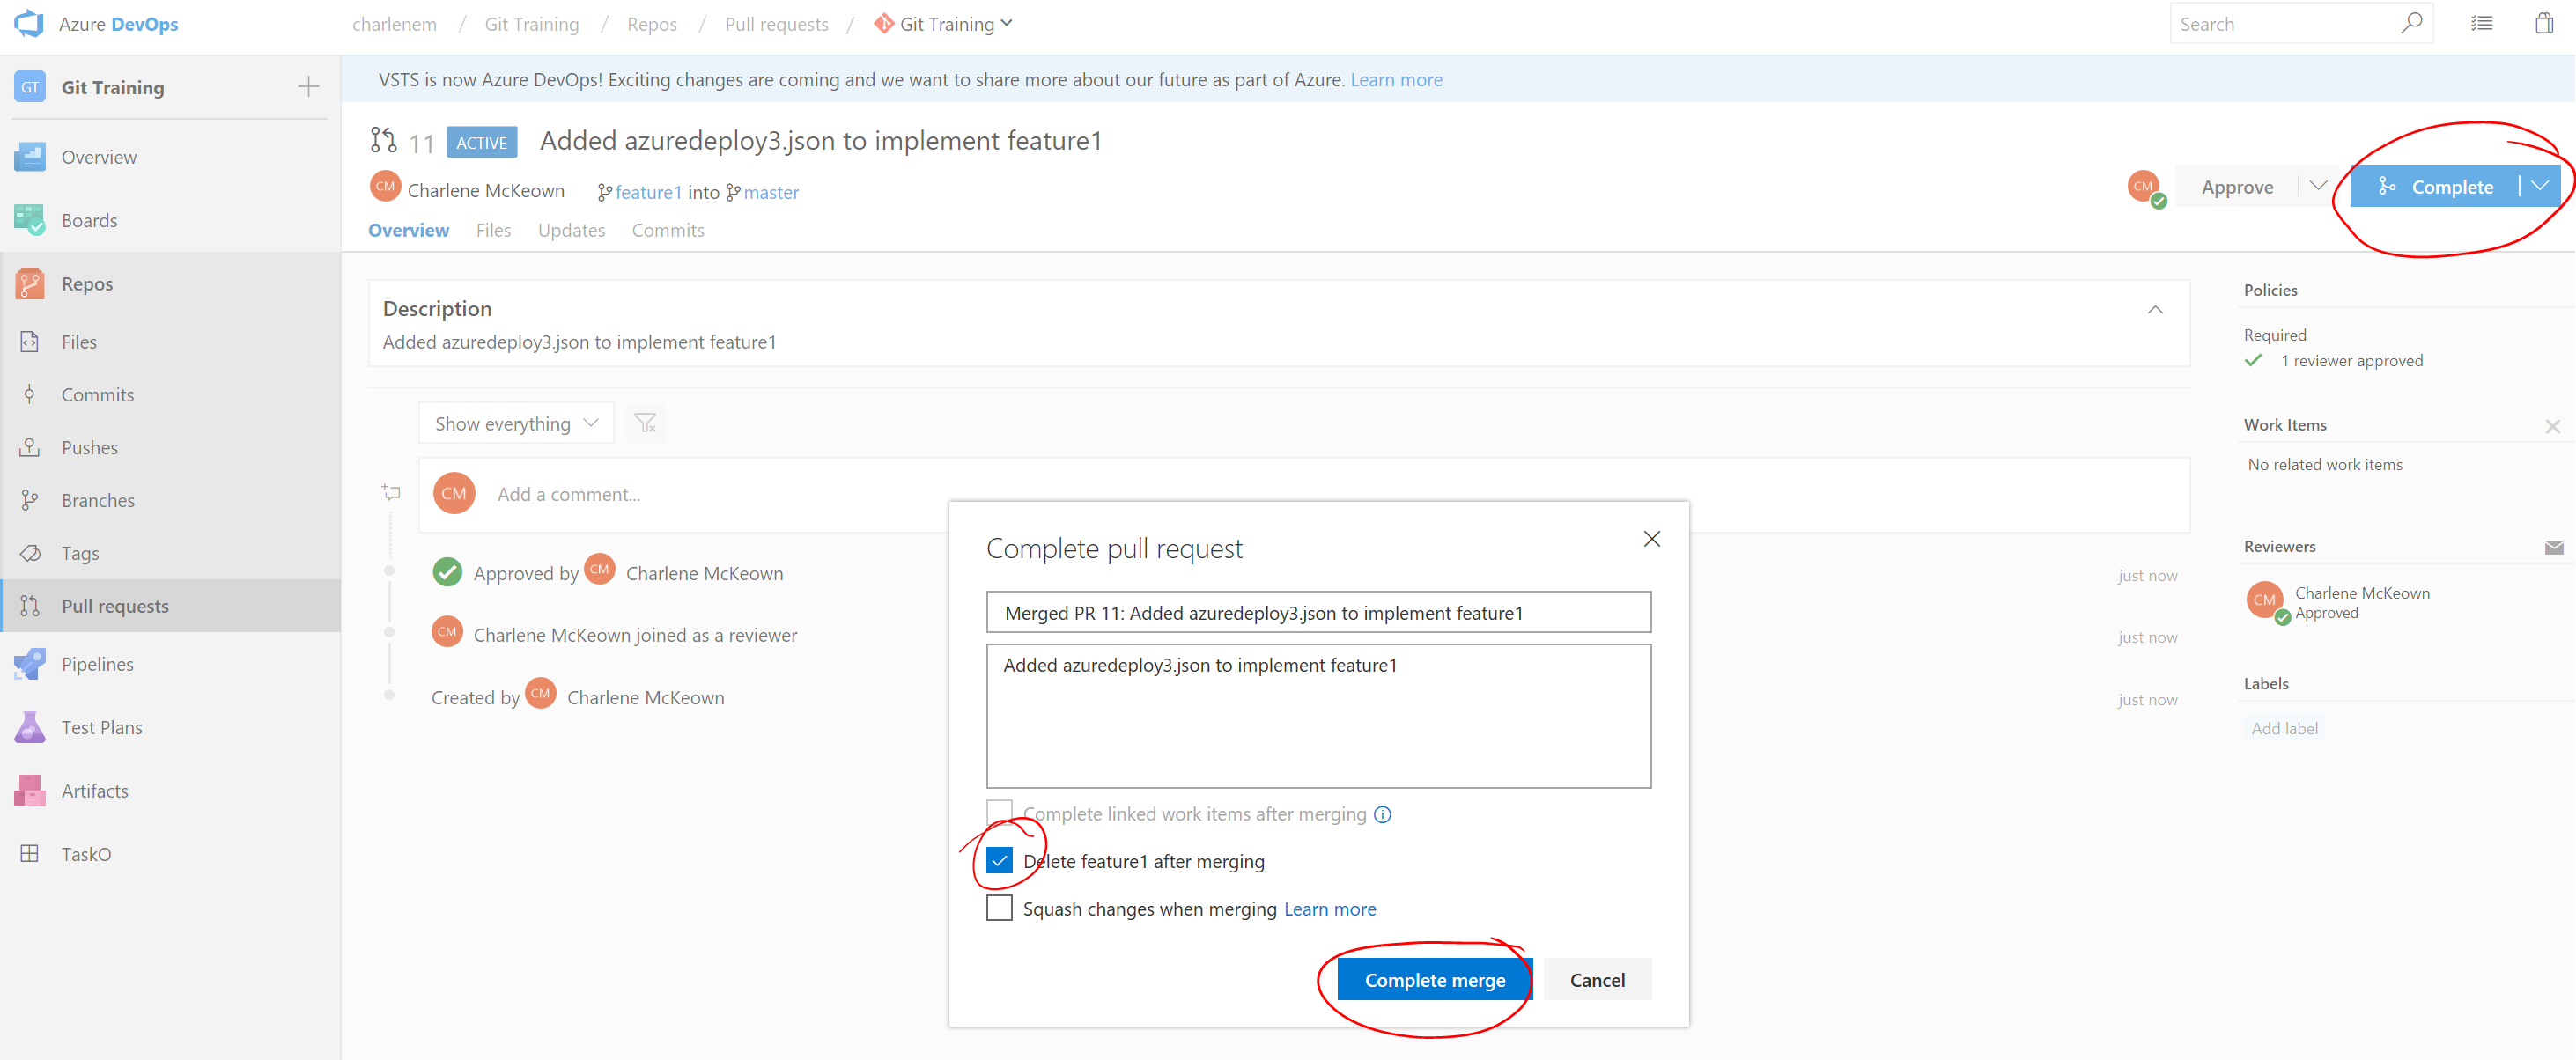 Azure DevOps
charlenem / Git Training / Repos / Pull requests / Git Training
Search
GT Git Training
Overview
Boards
Repos
Files
Commits
Pushes
Branches
Tags
Pull requests
Pipelines
Test Plans
Artifacts
TaskO
VSTS is now Azure DevOps! Exciting changes are coming and we want to share more about our future as part of Azure. Learn more
11 ACTIVE Added azuredeploy3.json to implement feature1
CM Charlene McKeown feature1 into master
CM Approve Complete
Overview Files Updates Commits
Description
Added azuredeploy3.json to implement feature1
Show everything
CM Add a comment...
Approved by CM Charlene McKeown just now
CM Charlene McKeown joined as a reviewer just now
Created by CM Charlene McKeown just now
Policies
Required
1 reviewer approved
Work Items
No related work items
Reviewers
CM Charlene McKeown
Approved
Labels
Add label
Complete pull request
Merged PR 11: Added azuredeploy3.json to implement feature1
Added azuredeploy3.json to implement feature1
Complete linked work items after merging
Delete feature1 after merging
Squash changes when merging Learn more
Complete merge Cancel